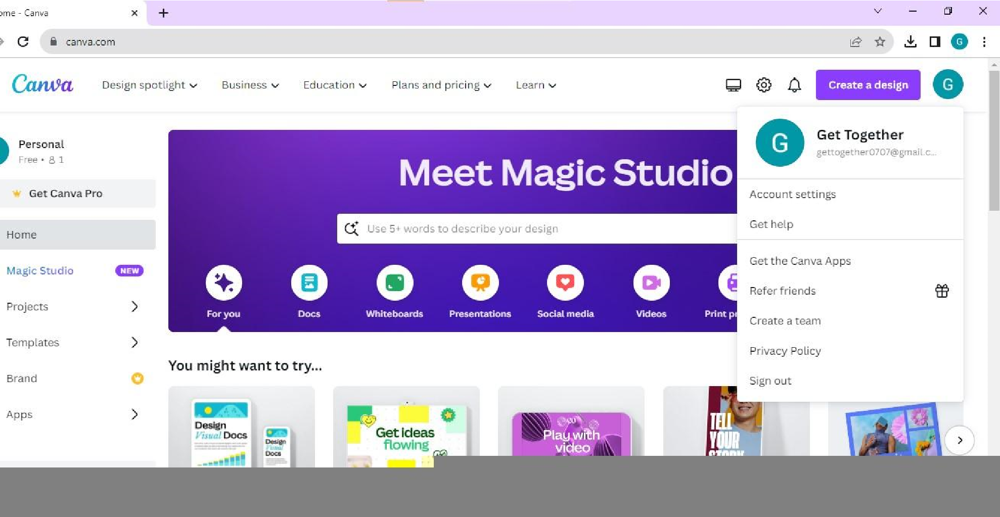 ome - Canva
canva.com
G
Canva
Design spotlight
Business
Education
Plans and pricing
Learn
Create a design
G
Personal
Free • 1
Get Canva Pro
Home
Magic Studio
NEW
Projects
Templates
Brand
Apps
Meet Magic Studio
Use 5+ words to describe your design
For you
Docs
Whiteboards
Presentations
Social media
Videos
Print pr
G
Get Together
gettogether0707@gmail.c...
Account settings
Get help
Get the Canva Apps
Refer friends
Create a team
Privacy Policy
Sign out
You might want to try...
Design
Visual Docs
Design
Visual
Docs
Get ideas
flowing
Play with
video
TELL
YOUR
STORY